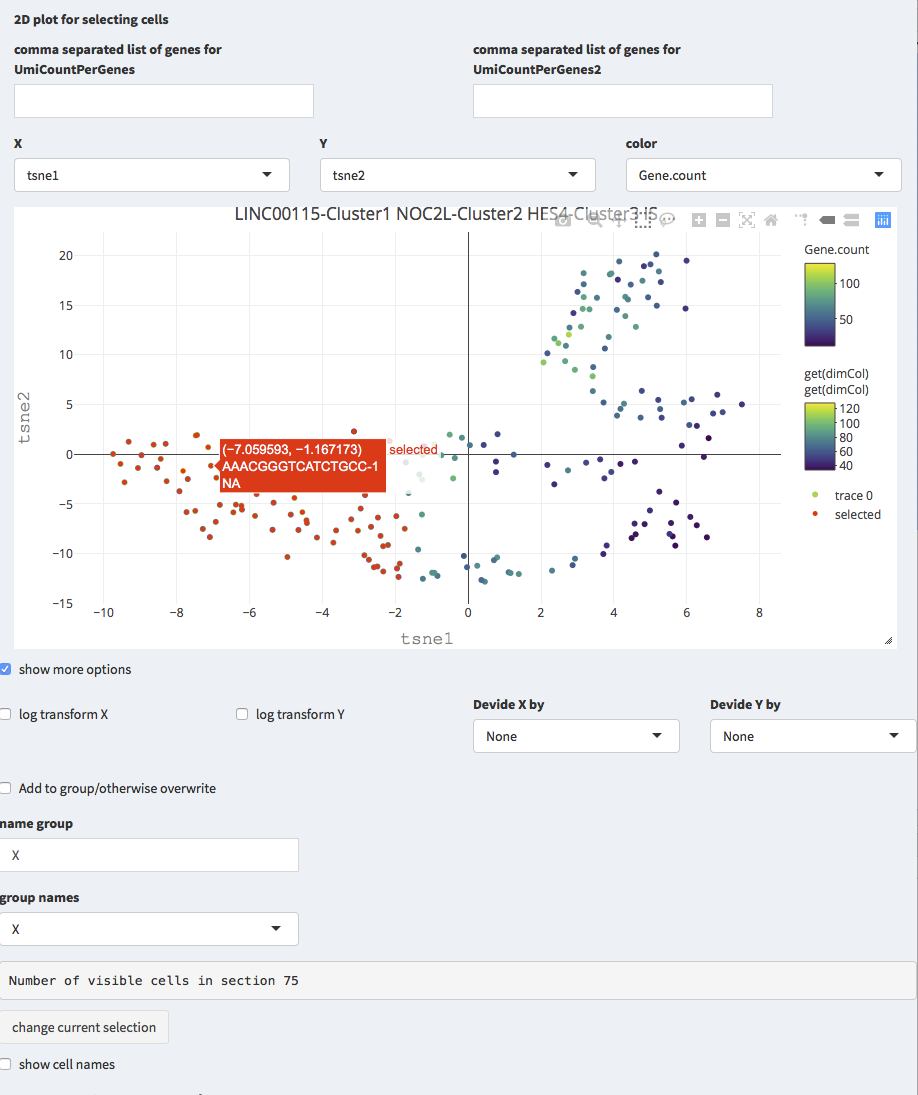 2D plot for selecting cells
comma separated list of genes for
UmiCountPerGenes
comma separated list of genes for
UmiCountPerGenes2
X
Y
color
tsne1
tsne2
Gene.count
LINC00115-Cluster1 NOC2L-Cluster2 HES4-Cluster3 IS
Gene.count
100
50
get(dimCol)
get(dimCol)
120
100
80
60
40
trace 0
selected
20
15
10
5
0
−5
−10
−15
tsne2
(−7.059593, −1.167173)
AAACGGGTCATCTGCC-1
NA
selected
−10
−8
−6
−4
−2
0
2
4
6
8
tsne1
show more options
log transform X
log transform Y
Devide X by
Devide Y by
None
None
Add to group/otherwise overwrite
name group
X
group names
X
Number of visible cells in section 75
change current selection
show cell names